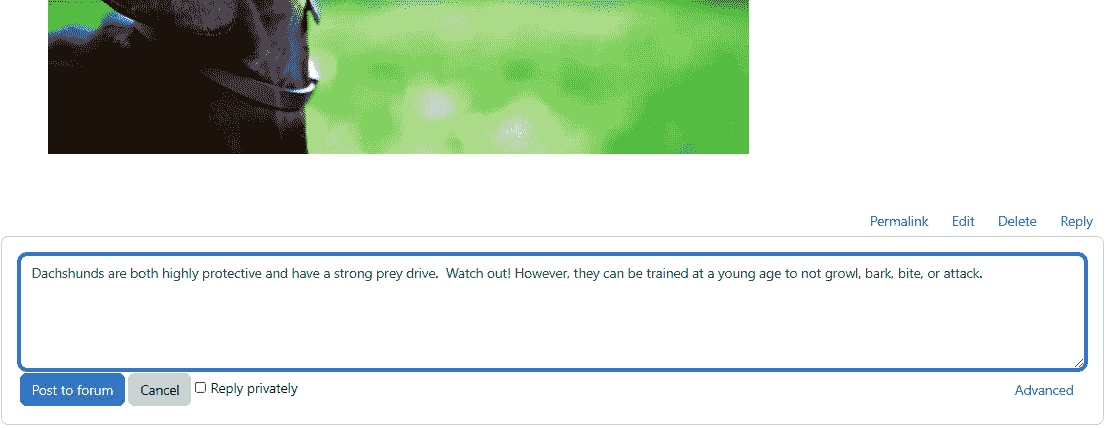 Permalink Edit Delete Reply
Dachshunds are both highly protective and have a strong prey drive.  Watch out! However, they can be trained at a young age to not growl, bark, bite, or attack.
Post to forum Cancel Reply privately Advanced